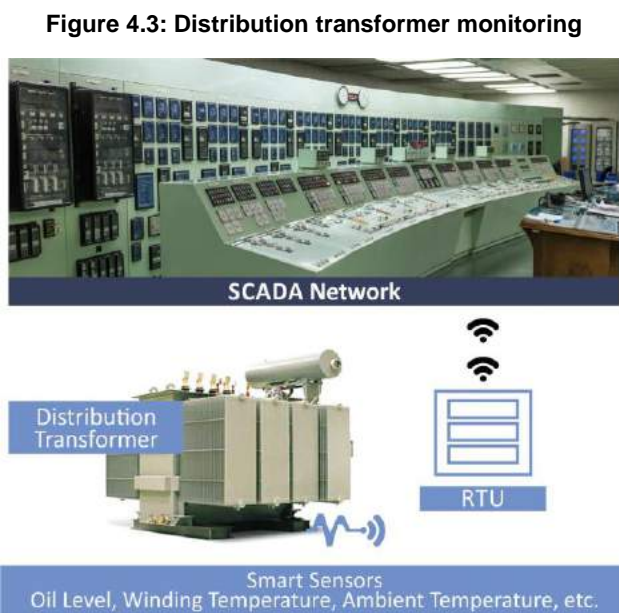 Figure 4.3: Distribution transformer monitoring
SCADA Network
Distribution
Transformer
RTU
Smart Sensors
Oil Level, Winding Temperature, Ambient Temperature, etc.